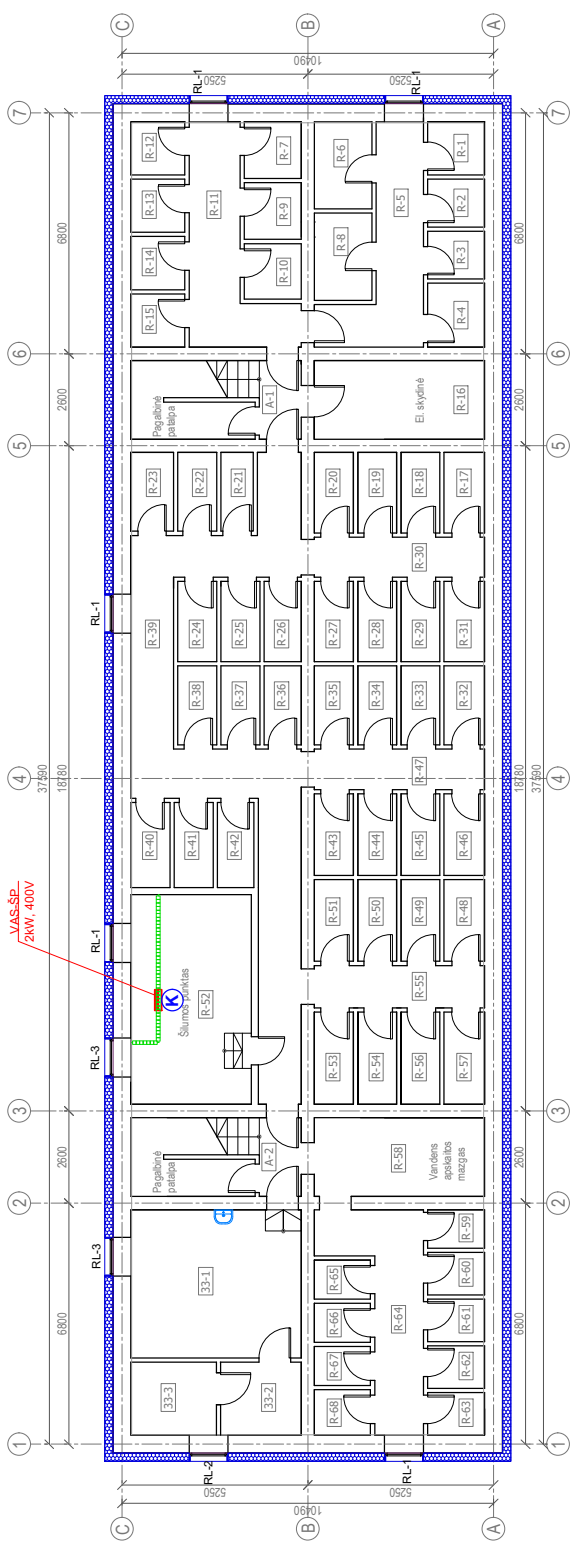 VAS-ŠP
2kW, 400V
1
2
3
4
5
6
7
37590
6800
2600
18780
2600
6800
RL-3
RL-3
RL-1
RL-1
C
C
10490
5250
5250
RL-2
33-3
33-1
33-2
Pagalbinė
patalpa
A-2
K
Šilumos punktas
R-52
R-40
R-41
R-42
R-39
R-38
R-24
R-37
R-25
R-36
R-26
R-23
R-22
R-21
Pagalbinė
patalpa
A-1
R-15
R-14
R-13
R-12
R-11
R-10
R-9
R-7
RL-1
5250
10490
5250
B
B
R-68
R-67
R-66
R-65
R-64
R-63
R-62
R-61
R-60
R-59
RL-1
R-58
Vandens
apskaitos
mazgas
R-53
R-54
R-56
R-57
R-55
R-51
R-50
R-49
R-48
R-43
R-44
R-45
R-46
R-47
R-35
R-34
R-33
R-32
R-27
R-28
R-29
R-31
R-30
R-20
R-19
R-18
R-17
El. skydinė
R-16
R-8
R-6
R-5
R-4
R-3
R-2
R-1
RL-1
A
A
6800
2600
18780
2600
6800
37590
1
2
3
4
5
6
7